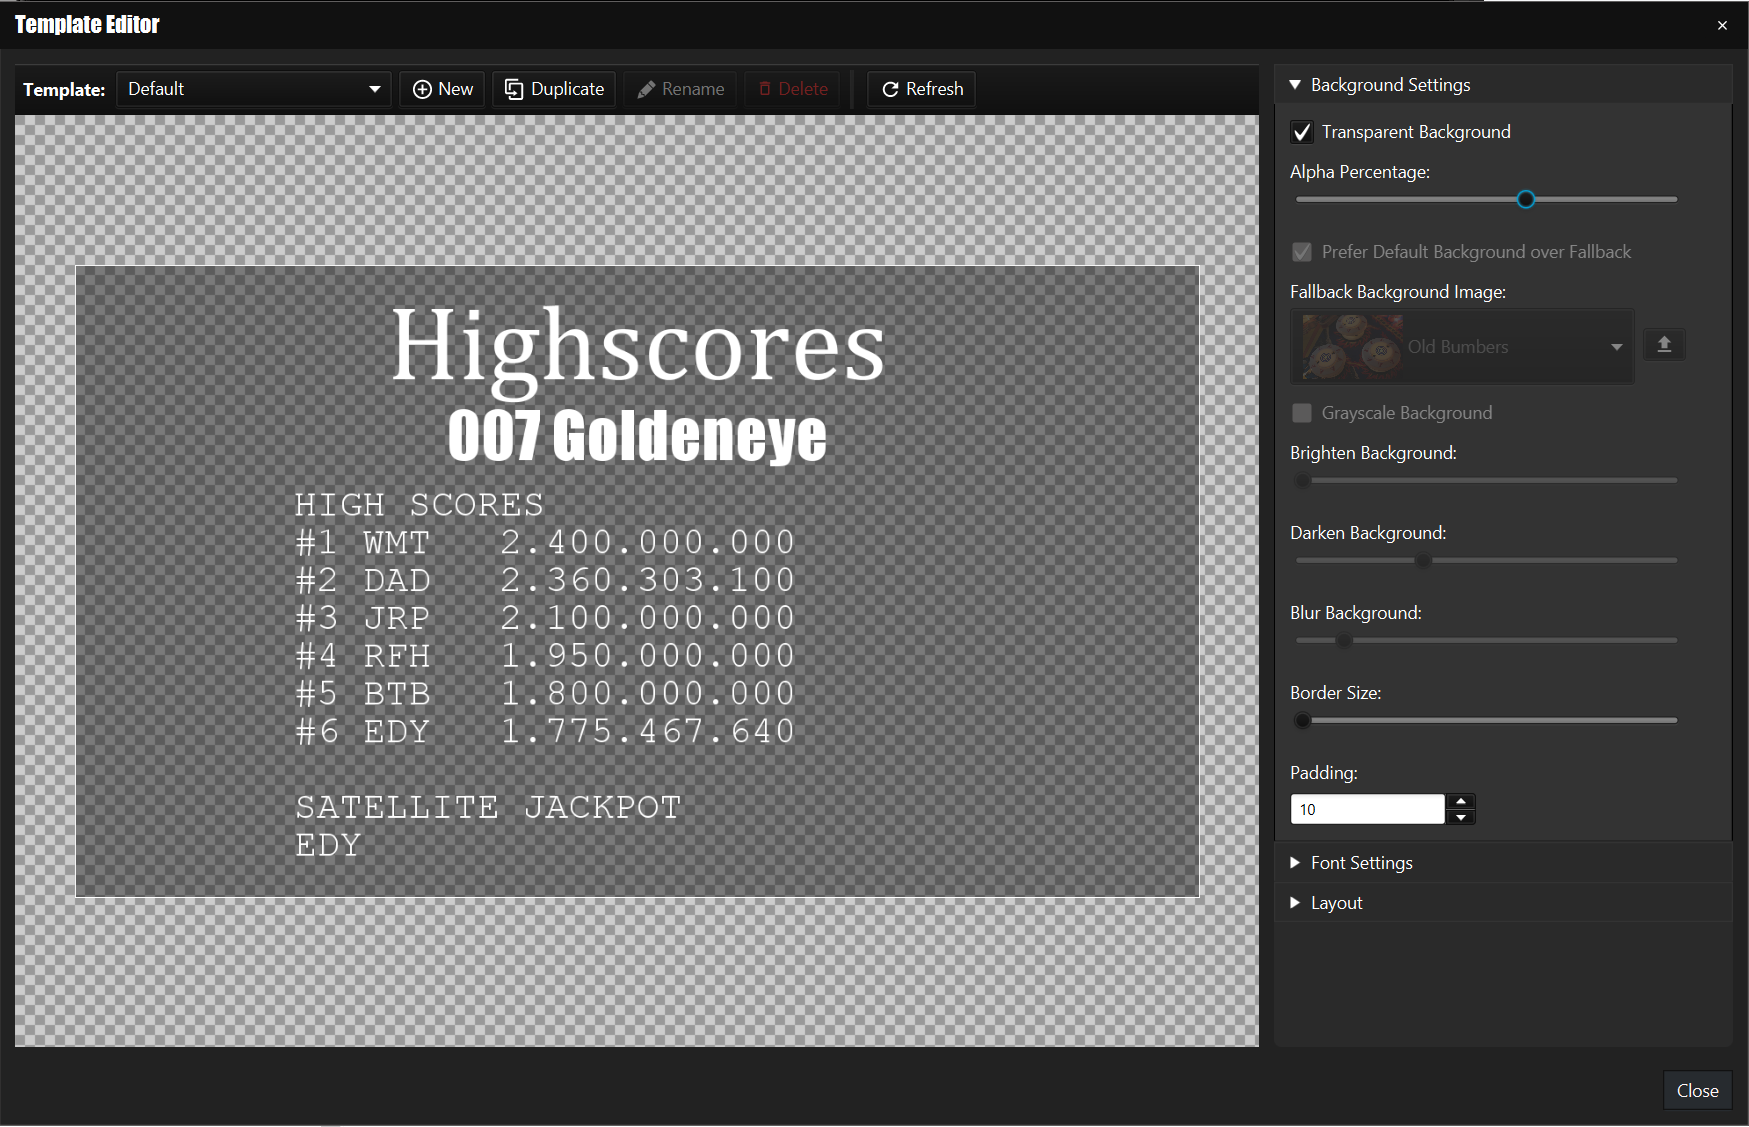 Template Editor
Template: Default New Duplicate Rename Delete Refresh
Highscores
007 Goldeneye
HIGH SCORES
#1 WMT 2.400.000.000
#2 DAD 2.360.303.100
#3 JRP 2.100.000.000
#4 RFH 1.950.000.000
#5 BTB 1.800.000.000
#6 EDY 1.775.467.640
SATELLITE JACKPOT
EDY
Background Settings
Transparent Background
Alpha Percentage:
Prefer Default Background over Fallback
Fallback Background Image:
Old Bumbers
Grayscale Background
Brighten Background:
Darken Background:
Blur Background:
Border Size:
Padding:
10
Font Settings
Layout
Close